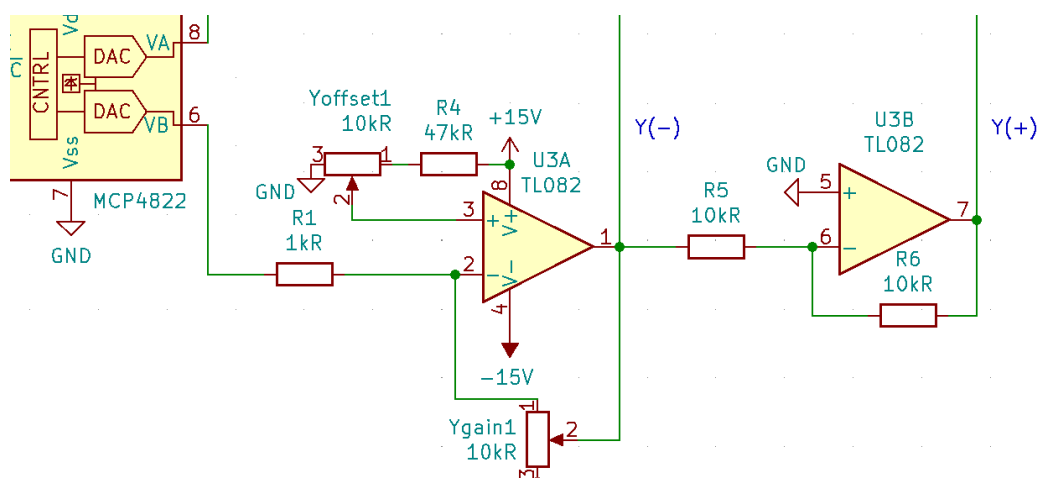 Vd
8
VA
DAC
CI
CNTRL
DAC
6
VB
Vss
7
MCP4822
GND
Yoffset1
10kR
R4
47kR
+15V
3
1
2
GND
U3A
TL082
8
V+
3
+
R1
1kR
2
−
V-
1
4
-15V
Ygain1
10kR
1
2
3
Y(-)
R5
10kR
GND
U3B
TL082
5
+
6
−
7
R6
10kR
Y(+)